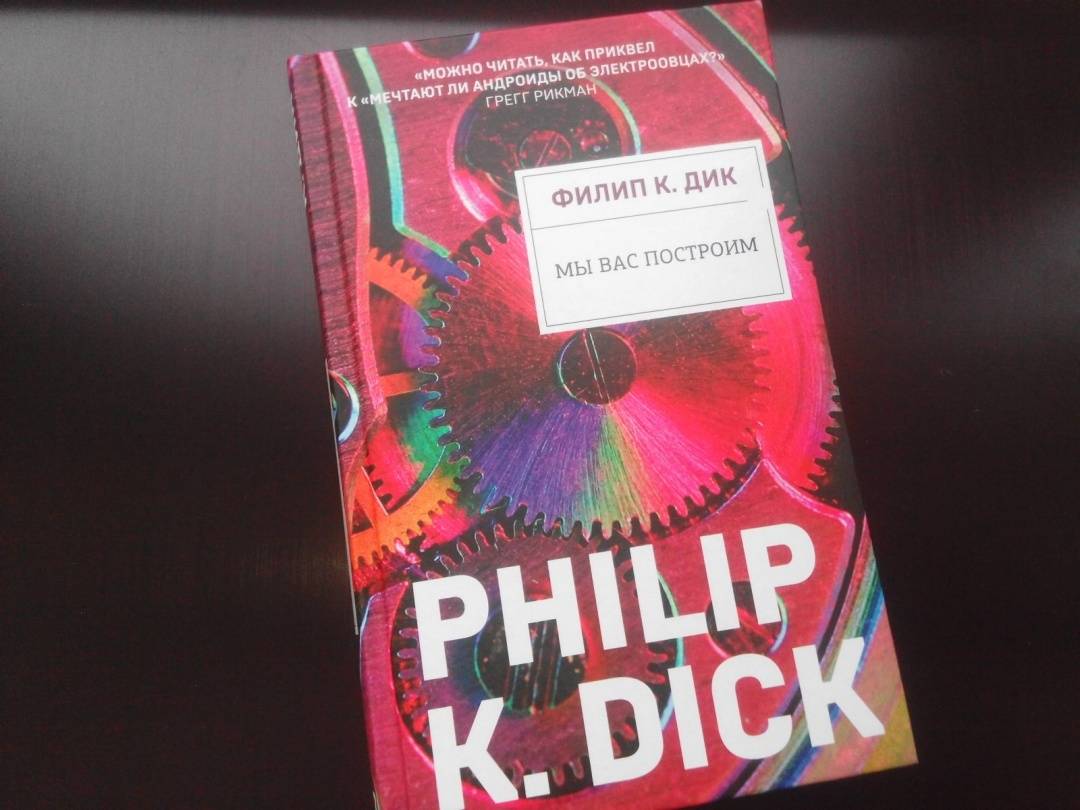 «МОЖНО ЧИТАТЬ, КАК ПРИКВЕЛ
К «МЕЧТАЮТ ЛИ АНДРОИДЫ ОБ ЭЛЕКТРООВЦАХ?»
ГРЕГГ РИКМАН
ФИЛИП К. ДИК
МЫ ВАС ПОСТРОИМ
PHILIP
K. DICK